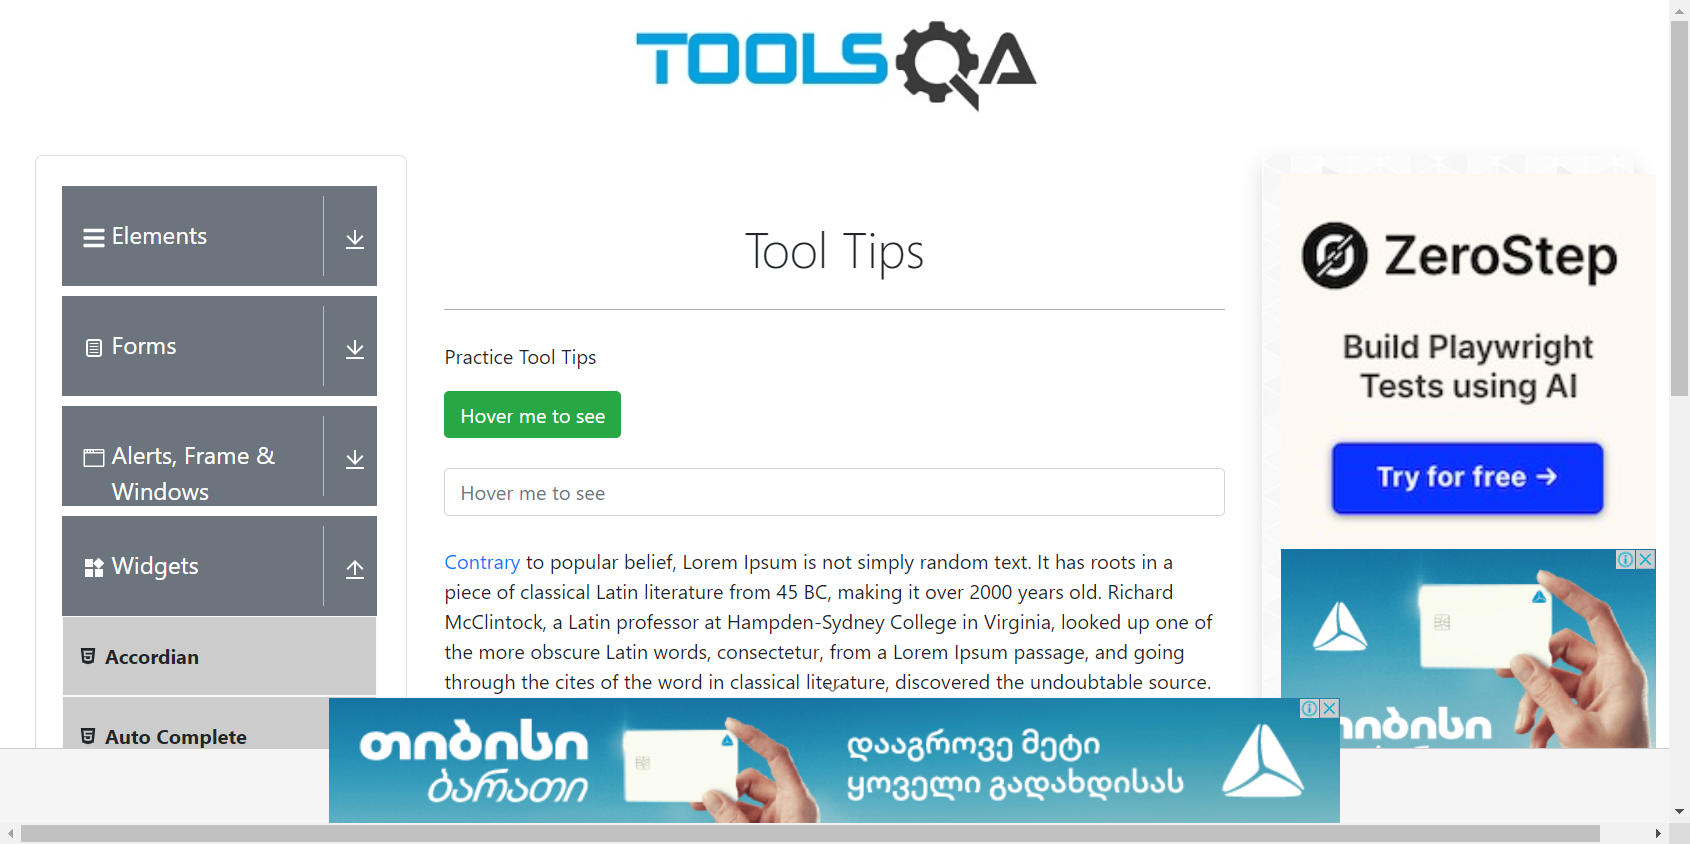 TOOLSQA
Elements
Forms
Alerts, Frame &
Windows
Widgets
Accordian
Auto Complete
Tool Tips
Practice Tool Tips
Hover me to see
Hover me to see
Contrary to popular belief, Lorem Ipsum is not simply random text. It has roots in a
piece of classical Latin literature from 45 BC, making it over 2000 years old. Richard
McClintock, a Latin professor at Hampden-Sydney College in Virginia, looked up one of
the more obscure Latin words, consectetur, from a Lorem Ipsum passage, and going
through the cites of the word in classical literature, discovered the undoubtable source.
ZeroStep
Build Playwright
Tests using AI
Try for free →
თიბისი
ბარათი
დააგროვე მეტი
ყოველი გადახდისას